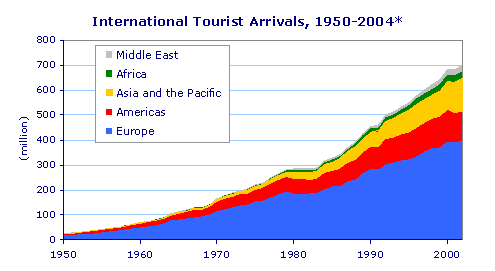 International Tourist Arrivals, 1950-2004*
800
700
600
500
400
300
200
100
0
(million)
Middle East
Africa
Asia and the Pacific
Americas
Europe
1950 1960 1970 1980 1990 2000